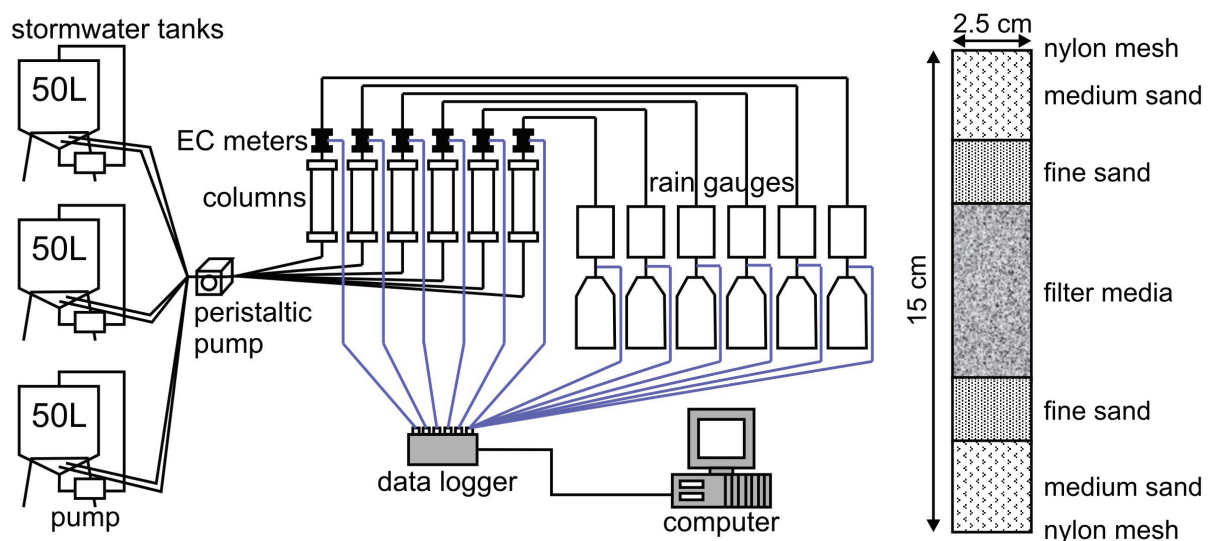 stormwater tanks
50L
50L
50L
pump
peristaltic
pump
EC meters
columns
rain gauges
data logger
computer
2.5 cm
15 cm
nylon mesh
medium sand
fine sand
filter media
fine sand
medium sand
nylon mesh